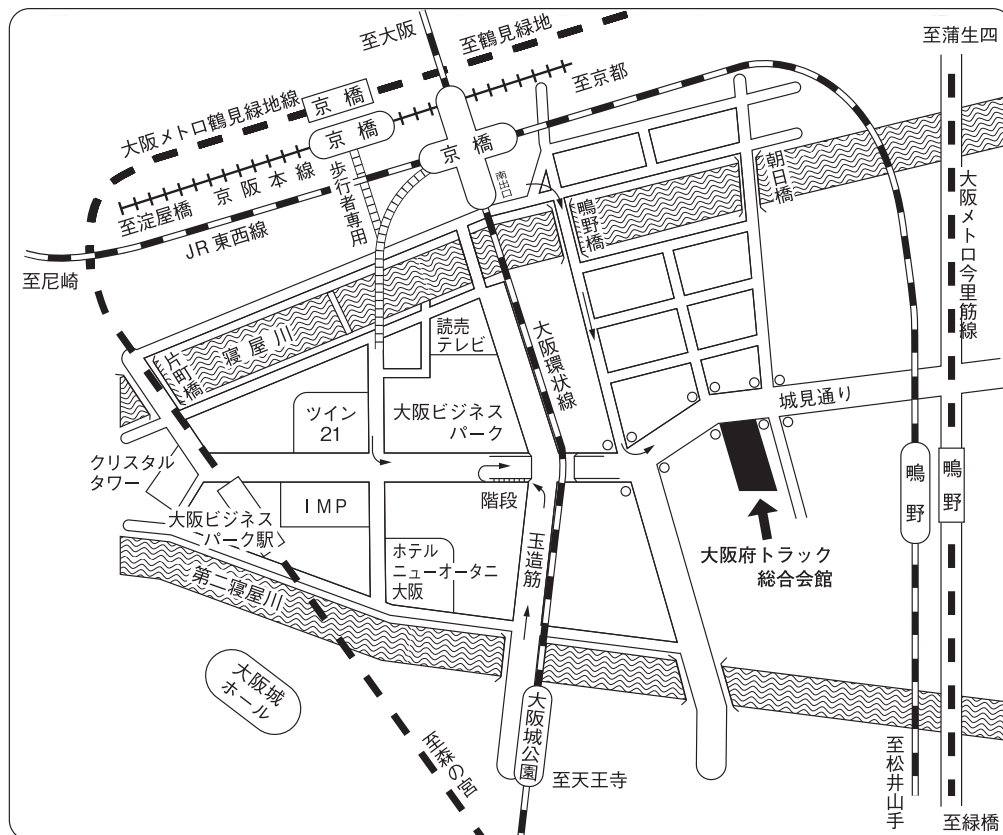 至大阪
至鶴見緑地
至蒲生四
大阪メトロ鶴見緑地線
京橋
至京都
京橋
京阪本線
至淀屋橋
京橋
歩行者専用
南出口
JR東西線
至尼崎
鴫野橋
朝日橋
大阪メトロ今里筋線
寝屋川
片町橋
読売
テレビ
大阪環状線
城見通り
ツイン
21
大阪ビジネス
パーク
クリスタル
タワー
IMP
階段
大阪ビジネス
パーク駅
鴫野
鴫野
ホテル
ニューオータニ
大阪
玉造筋
大阪府トラック
総合会館
第二寝屋川
大阪城
ホール
至森の宮
大阪城公園
至天王寺
至松井山手
至緑橋